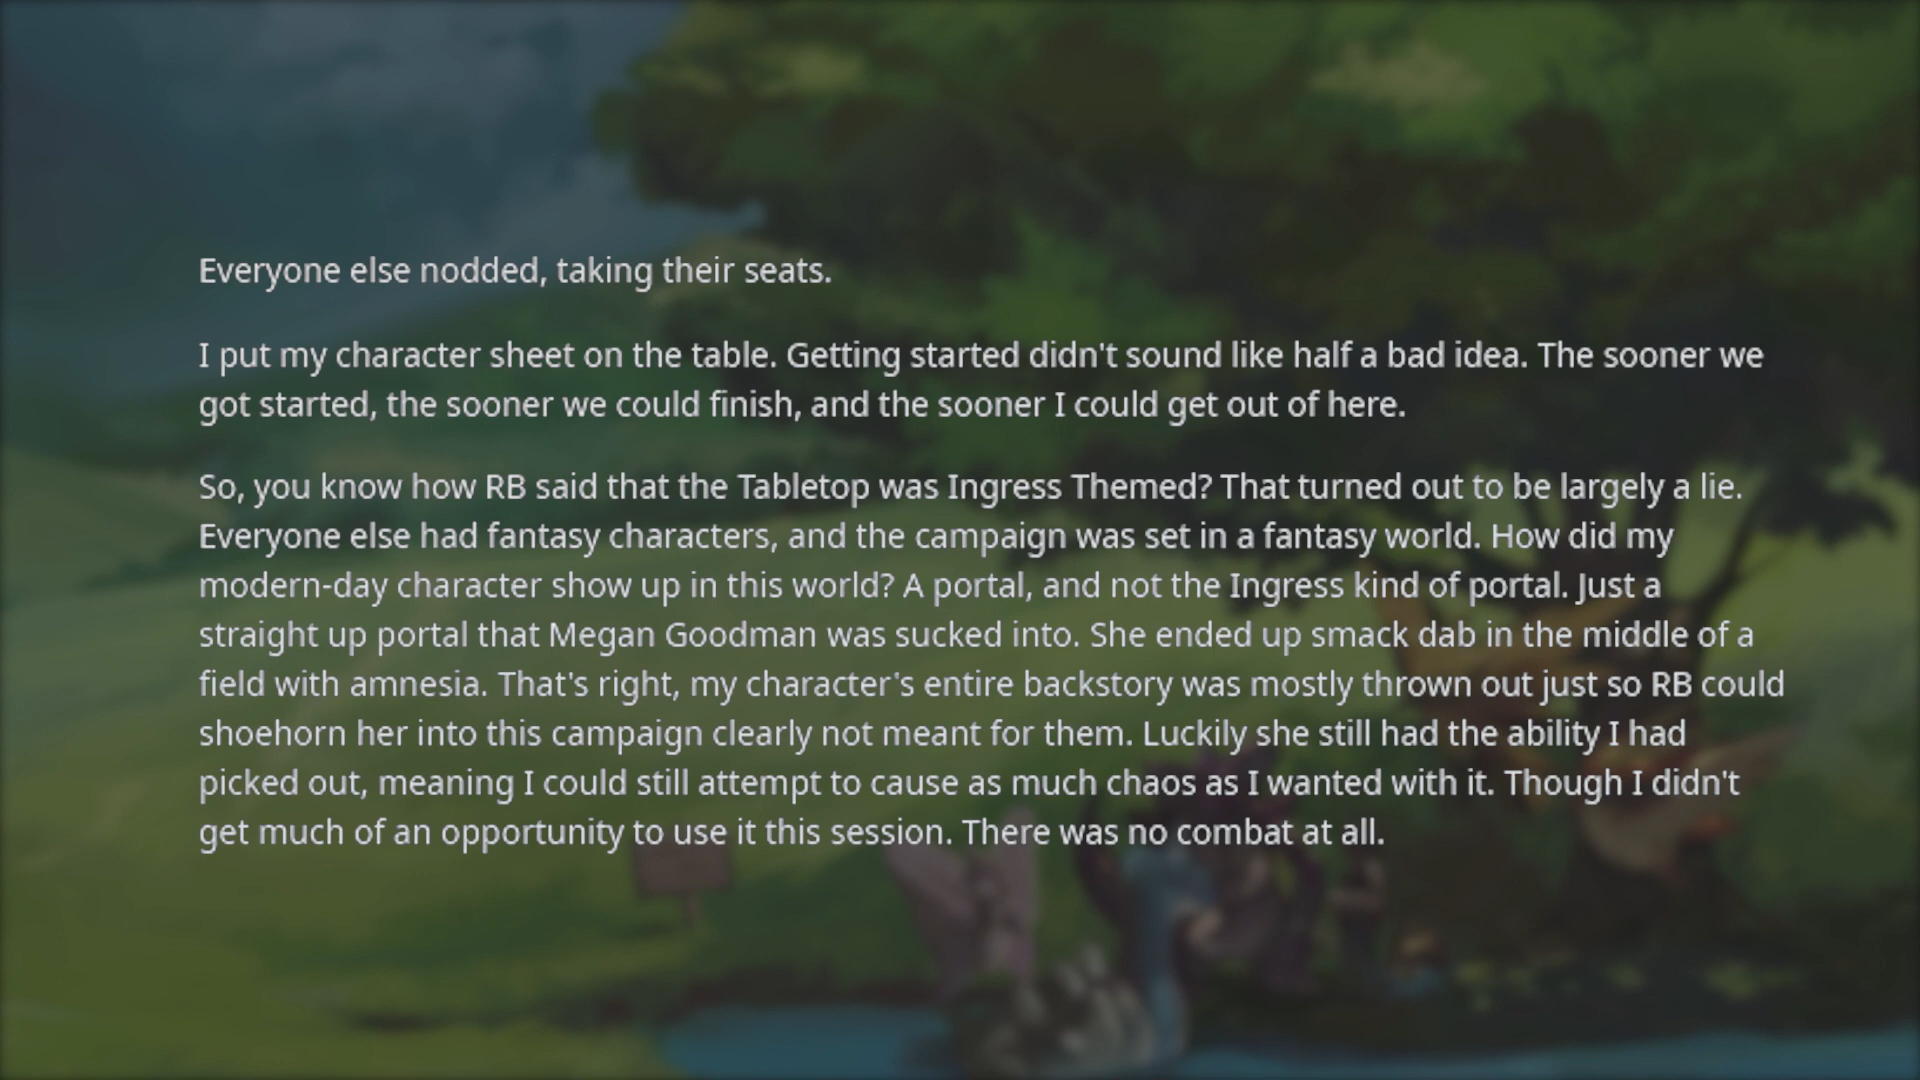 Everyone else nodded, taking their seats.
I put my character sheet on the table. Getting started didn't sound like half a bad idea. The sooner we
got started, the sooner we could finish, and the sooner I could get out of here.
So, you know how RB said that the Tabletop was Ingress Themed? That turned out to be largely a lie.
Everyone else had fantasy characters, and the campaign was set in a fantasy world. How did my
modern-day character show up in this world? A portal, and not the Ingress kind of portal. Just a
straight up portal that Megan Goodman was sucked into. She ended up smack dab in the middle of a
field with amnesia. That's right, my character's entire backstory was mostly thrown out just so RB could
shoehorn her into this campaign clearly not meant for them. Luckily she still had the ability I had
picked out, meaning I could still attempt to cause as much chaos as I wanted with it. Though I didn't
get much of an opportunity to use it this session. There was no combat at all.